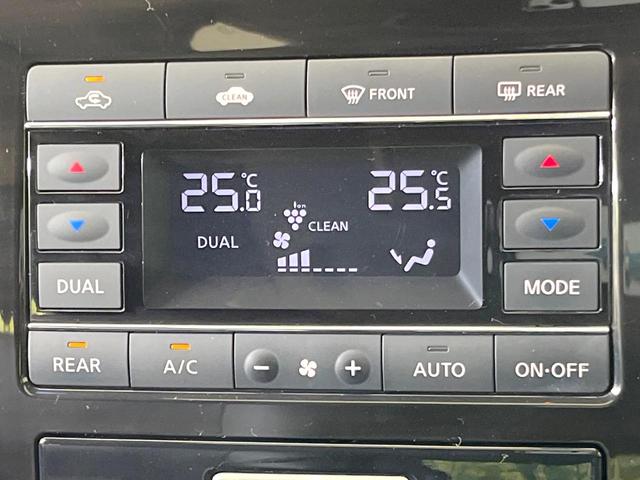 CLEAN FRONT REAR
25.0℃ 25.5℃
ion
CLEAN
DUAL
DUAL MODE
REAR A/C − + AUTO ON·OFF